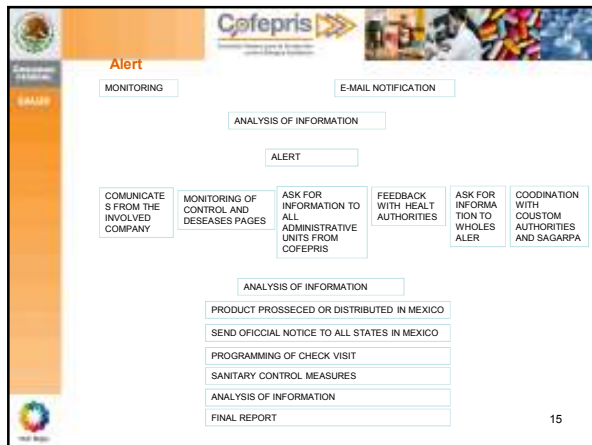 Cofepris
Alert
MONITORING
E-MAIL NOTIFICATION
SALUD
ANALYSIS OF INFORMATION
ALERT
COMUNICATE
S FROM THE
INVOLVED
COMPANY
MONITORING OF
CONTROL AND
DESEASES PAGES
ASK FOR
INFORMATION TO
ALL
ADMINISTRATIVE
UNITS FROM
COFEPRIS
FEEDBACK
WITH HEALT
AUTHORITIES
ASK FOR
INFORMA
TION TO
WHOLES
ALER
COODINATION
WITH
COUSTOM
AUTHORITIES
AND SAGARPA
ANALYSIS OF INFORMATION
PRODUCT PROSSECED OR DISTRIBUTED IN MEXICO
SEND OFICCIAL NOTICE TO ALL STATES IN MEXICO
PROGRAMMING OF CHECK VISIT
SANITARY CONTROL MEASURES
ANALYSIS OF INFORMATION
FINAL REPORT
15